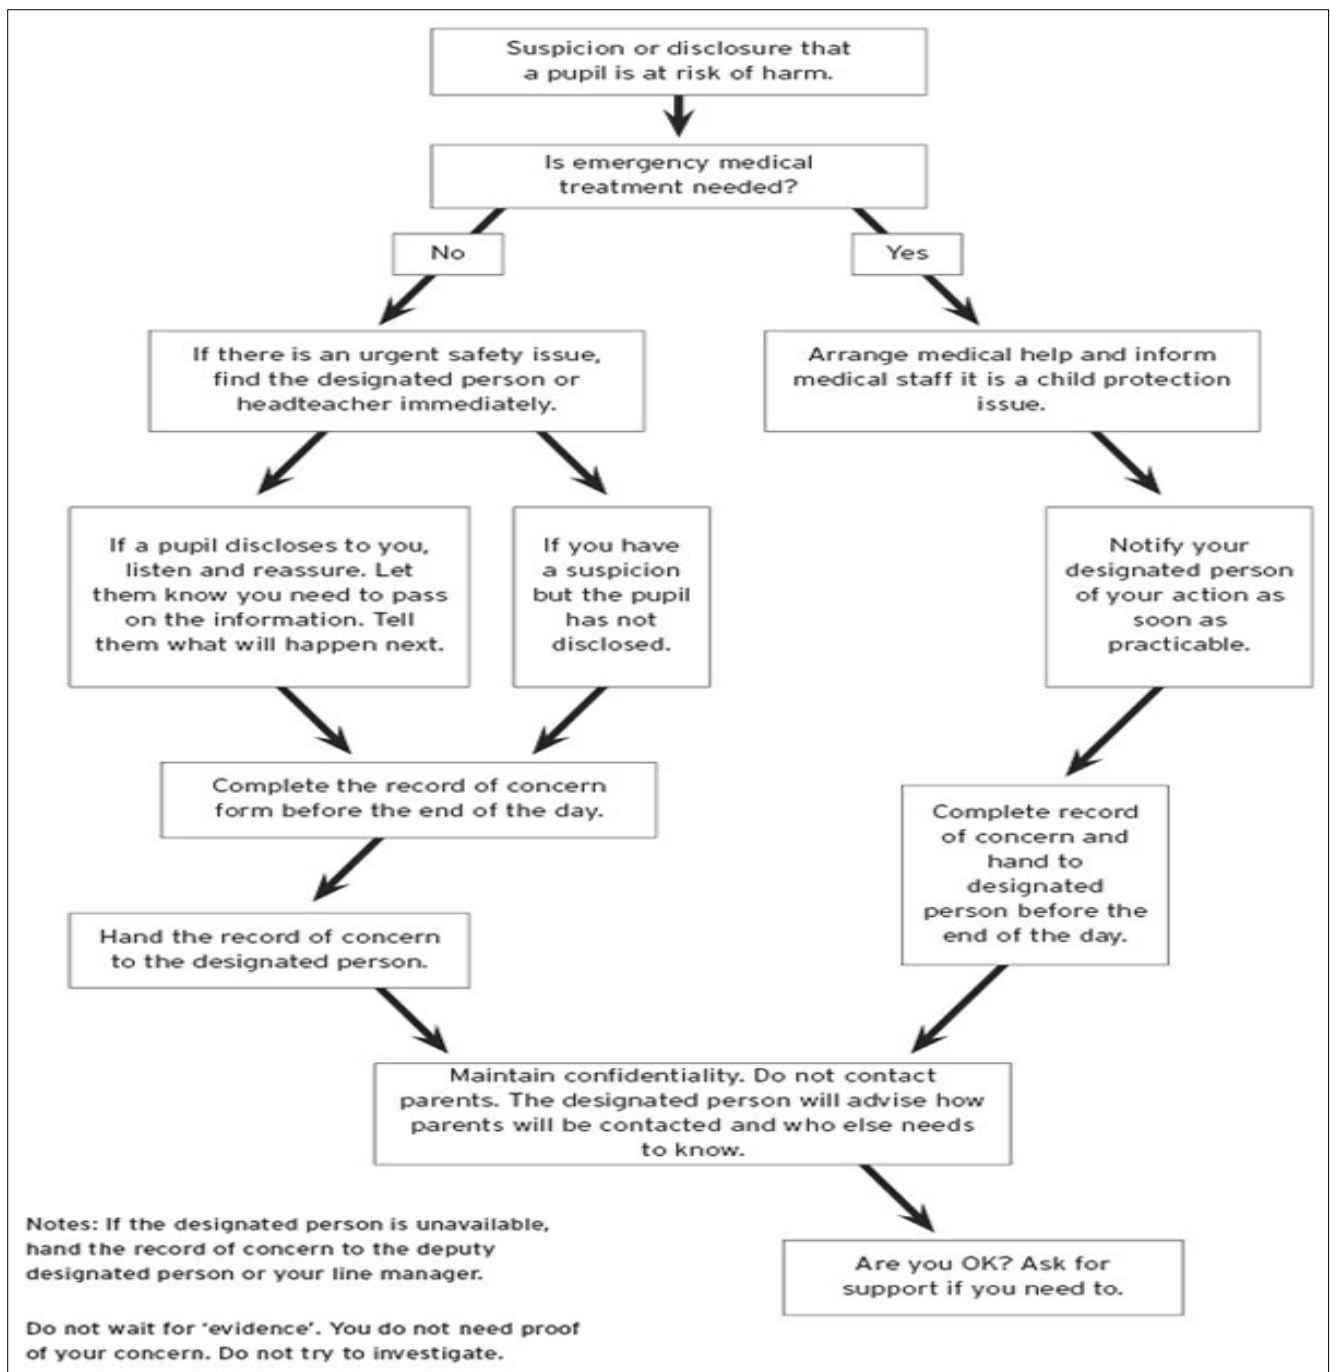 Suspicion or disclosure that
a pupil is at risk of harm.
Is emergency medical
treatment needed?
No
Yes
If there is an urgent safety issue,
find the designated person or
headteacher immediately.
Arrange medical help and inform
medical staff it is a child protection
issue.
If a pupil discloses to you,
listen and reassure. Let
them know you need to pass
on the information. Tell
them what will happen next.
If you have
a suspicion
but the pupil
has not
disclosed.
Notify your
designated person
of your action as
soon as
practicable.
Complete the record of concern
form before the end of the day.
Complete record
of concern and
hand to
designated
person before the
end of the day.
Hand the record of concern
to the designated person.
Maintain confidentiality. Do not contact
parents. The designated person will advise how
parents will be contacted and who else needs
to know.
Notes: If the designated person is unavailable,
hand the record of concern to the deputy
designated person or your line manager.
Are you OK? Ask for
support if you need to.
Do not wait for ‘evidence’. You do not need proof
of your concern. Do not try to investigate.